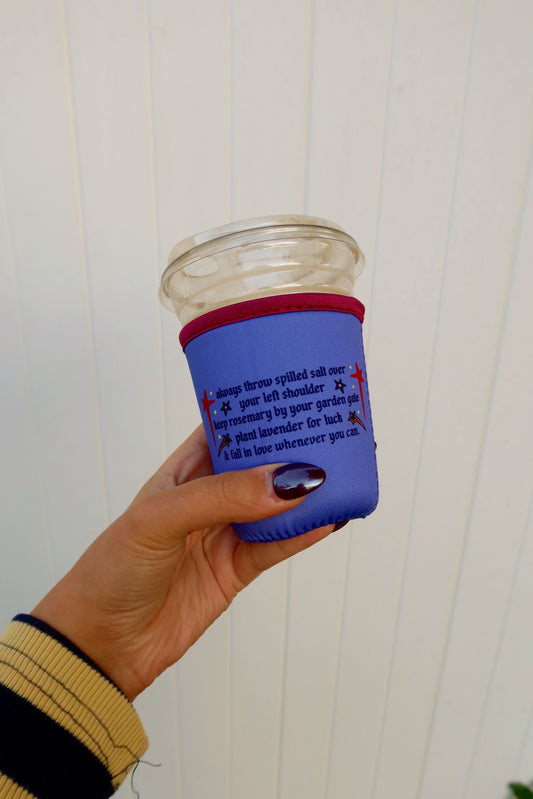 always throw spilled salt over
your left shoulder
keep rosemary by your garden gate
plant lavender for luck
& fall in love whenever you can.